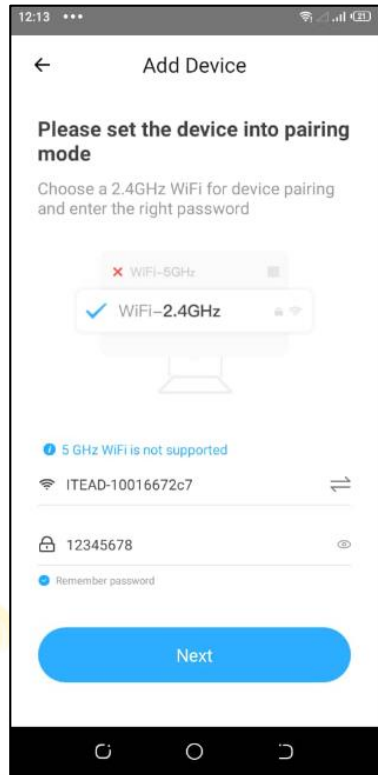 12:13 •••
21
Add Device
Please set the device into pairing
mode
Choose a 2.4GHz WiFi for device pairing
and enter the right password
WiFi-5GHz
WiFi-2.4GHz
5 GHz WiFi is not supported
ITEAD-10016672c7
12345678
Remember password
Next